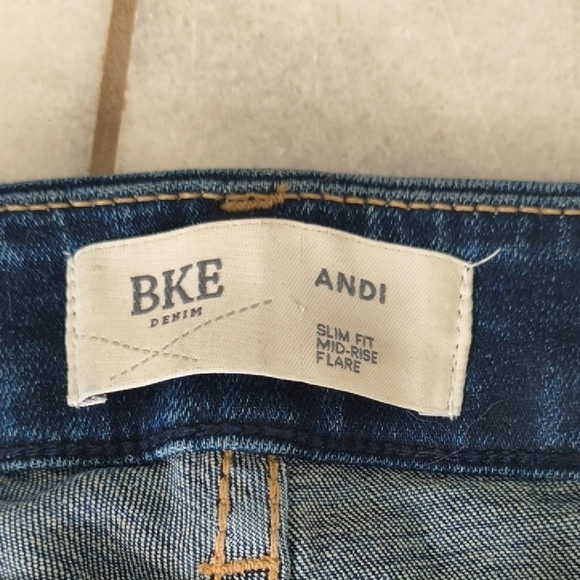 BKE
DENIM
ANDI
SLIM FIT
MID-RISE
FLARE